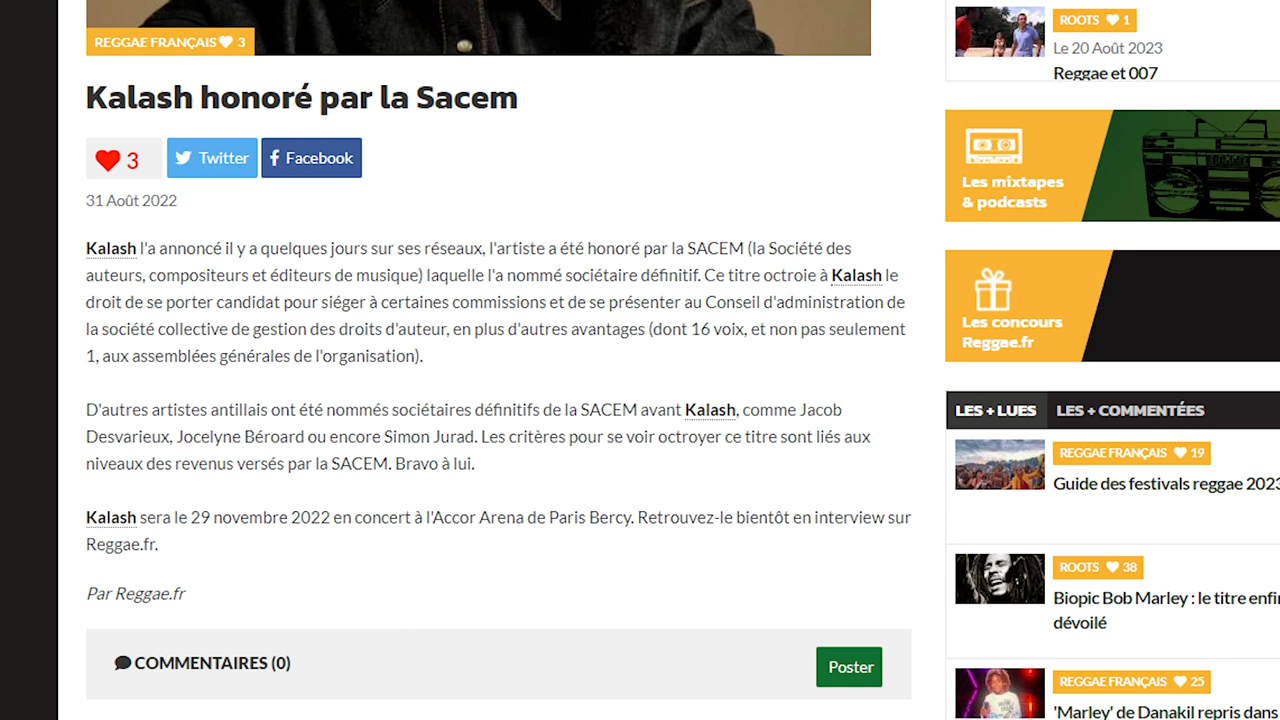 REGGAE FRANÇAIS 3
Kalash honoré par la Sacem
3
Twitter
Facebook
31 Août 2022
Kalash l'a annoncé il y a quelques jours sur ses réseaux, l'artiste a été honoré par la SACEM (la Société des
auteurs, compositeurs et éditeurs de musique) laquelle l'a nommé sociétaire définitif. Ce titre octroie à Kalash le
droit de se porter candidat pour siéger à certaines commissions et de se présenter au Conseil d'administration de
la société collective de gestion des droits d'auteur, en plus d'autres avantages (dont 16 voix, et non pas seulement
1, aux assemblées générales de l'organisation).
D'autres artistes antillais ont été nommés sociétaires définitifs de la SACEM avant Kalash, comme Jacob
Desvarieux, Jocelyne Béroard ou encore Simon Jurad. Les critères pour se voir octroyer ce titre sont liés aux
niveaux des revenus versés par la SACEM. Bravo à lui.
Kalash sera le 29 novembre 2022 en concert à l'Accor Arena de Paris Bercy. Retrouvez-le bientôt en interview sur
Reggae.fr.
Par Reggae.fr
COMMENTAIRES (0)
Poster
ROOTS 1
Le 20 Août 2023
Reggae et 007
Les mixtapes
& podcasts
Les concours
Reggae.fr
LES + LUES
LES + COMMENTÉES
REGGAE FRANÇAIS 19
Guide des festivals reggae 2023
ROOTS 38
Biopic Bob Marley : le titre enfin
dévoilé
REGGAE FRANÇAIS 25
'Marley' de Danakil repris dans